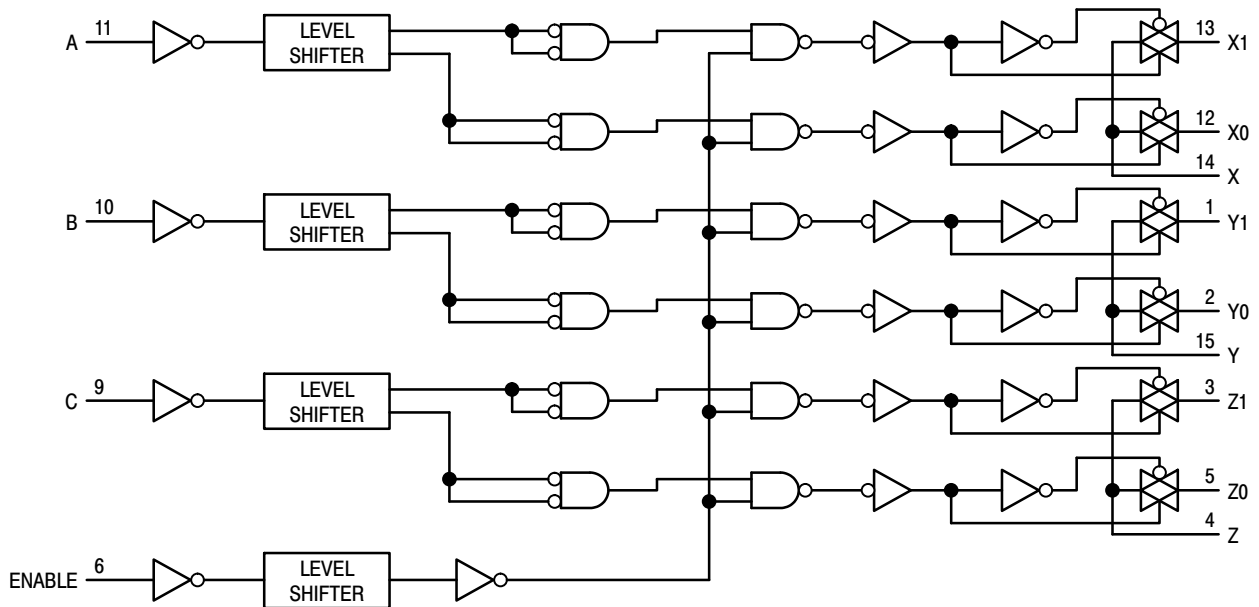 A 11
LEVEL
SHIFTER
13 X1
12 X0
14 X
B 10
LEVEL
SHIFTER
1 Y1
2 Y0
15 Y
C 9
LEVEL
SHIFTER
3 Z1
5 Z0
4 Z
ENABLE 6
LEVEL
SHIFTER